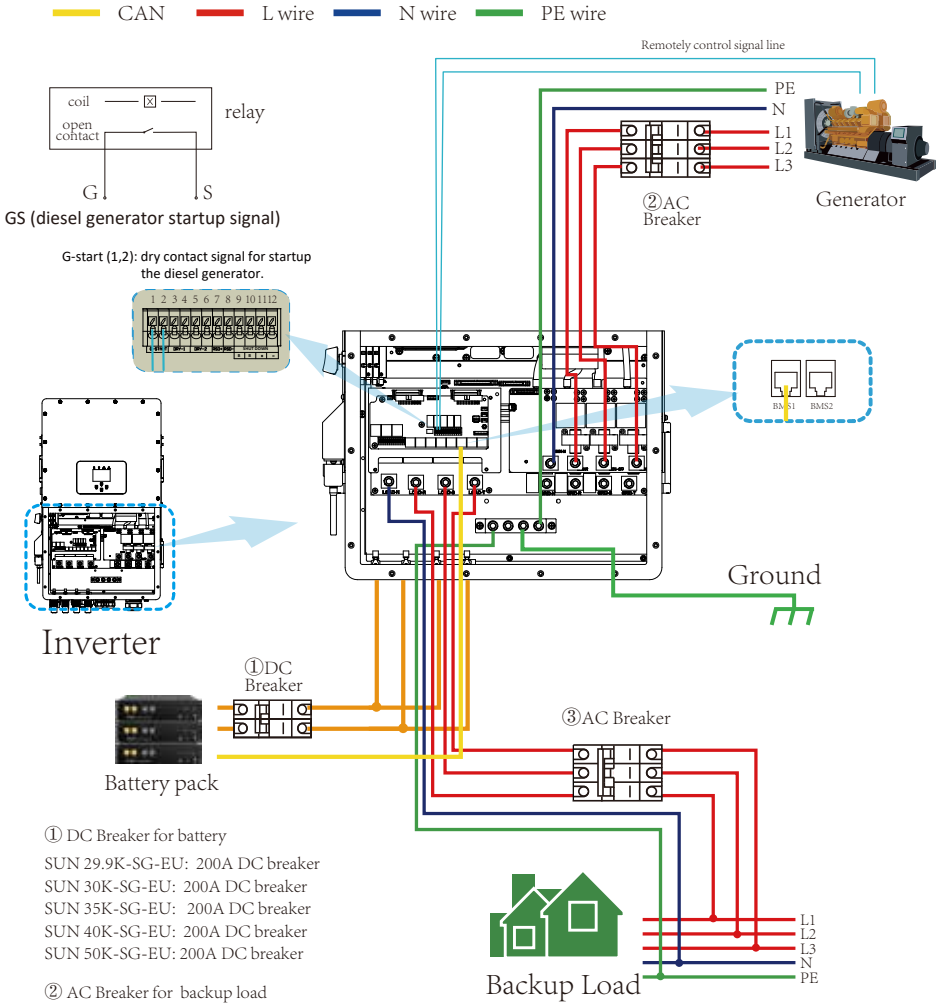 CAN L wire N wire PE wire
Remotely control signal line
coil X
open
contact
relay
G S
GS (diesel generator startup signal)
PE
N
L1
L2
L3
②AC
Breaker
Generator
G-start (1,2): dry contact signal for startup
the diesel generator.
1 2 3 4 5 6 7 8 9 10 11 12
BMS1 BMS2
Ground
Inverter
①DC
Breaker
③AC Breaker
Battery pack
① DC Breaker for battery
SUN 29.9K-SG-EU: 200A DC breaker
SUN 30K-SG-EU: 200A DC breaker
SUN 35K-SG-EU: 200A DC breaker
SUN 40K-SG-EU: 200A DC breaker
SUN 50K-SG-EU: 200A DC breaker
② AC Breaker for backup load
Backup Load
L1
L2
L3
N
PE